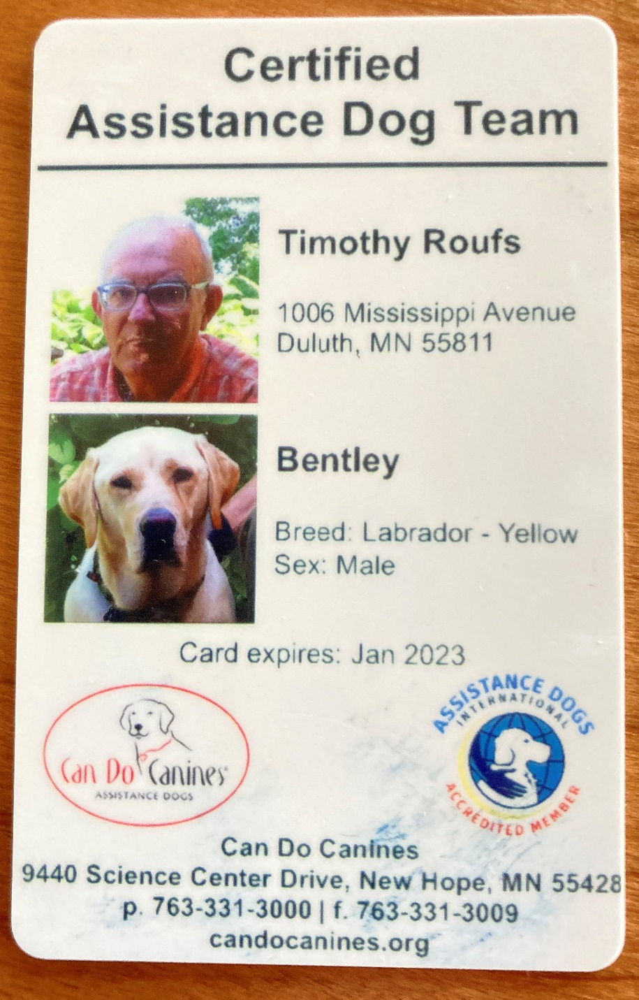 Certified
Assistance Dog Team
Timothy Roufs
1006 Mississippi Avenue
Duluth, MN 55811
Bentley
Breed: Labrador - Yellow
Sex: Male
Card expires: Jan 2023
Can Do Canines
ASSISTANCE DOGS
ASSISTANCE DOGS
INTERNATIONAL
ACCREDITED MEMBER
Can Do Canines
9440 Science Center Drive, New Hope, MN 55428
p. 763-331-3000 | f. 763-331-3009
candocanines.org